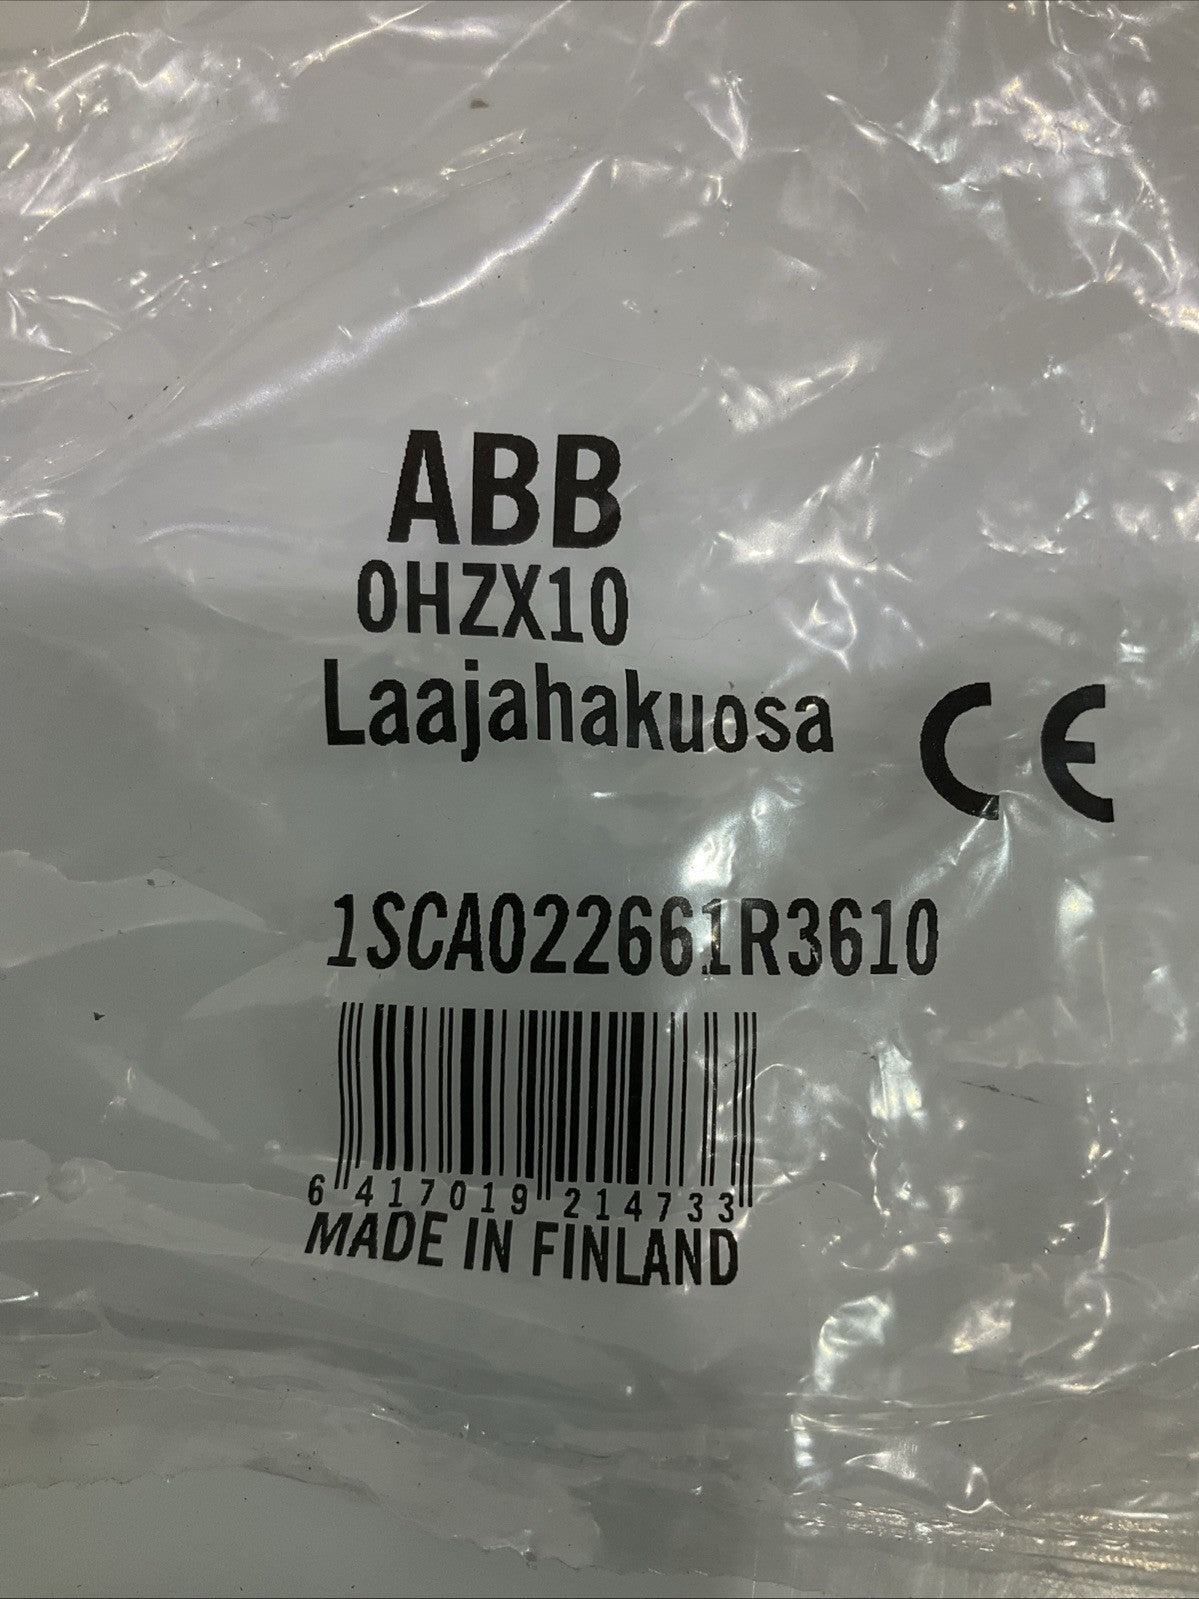 ABB
OHZX10
Laajahakuosa
CE
1SCA022661R3610
6 417019 214733
MADE IN FINLAND